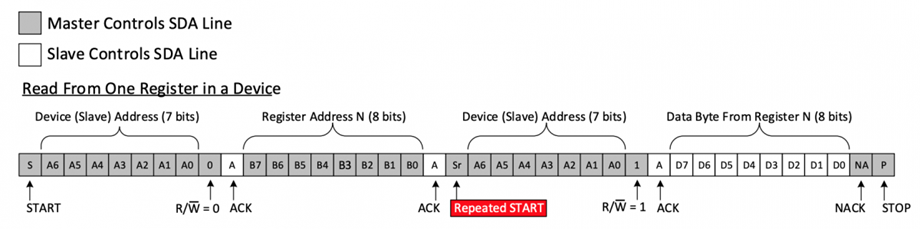 Master Controls SDA Line
Slave Controls SDA Line
Read From One Register in a Device
Device (Slave) Address (7 bits) Register Address N (8 bits) Device (Slave) Address (7 bits) Data Byte From Register N (8 bits)
S A6 A5 A4 A3 A2 A1 A0 0 A B7 B6 B5 B4 B3 B2 B1 B0 A Sr A6 A5 A4 A3 A2 A1 A0 1 A D7 D6 D5 D4 D3 D2 D1 D0 NA P
START R/W̅ = 0 ACK ACK Repeated START R/W̅ = 1 ACK NACK STOP